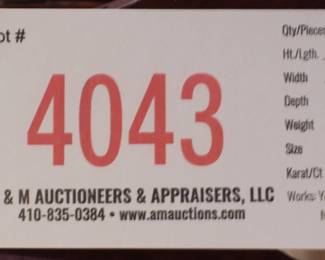 ot #
4043
& M AUCTIONEERS & APPRAISERS, LLC
410-835-0384 • www.amauctions.com
Qty/Pieces
Ht./Lgth.
Width
Depth
Weight
Size
Karat/Ct
Works: Y